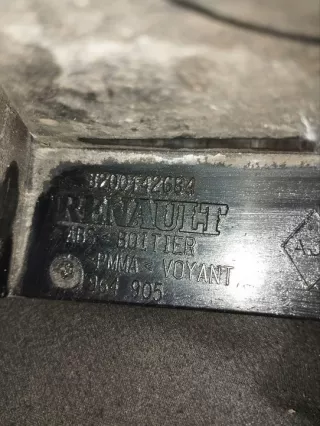 8200142684
RENAULT
ABS BOITIER
PMMA VOYANT
964 905